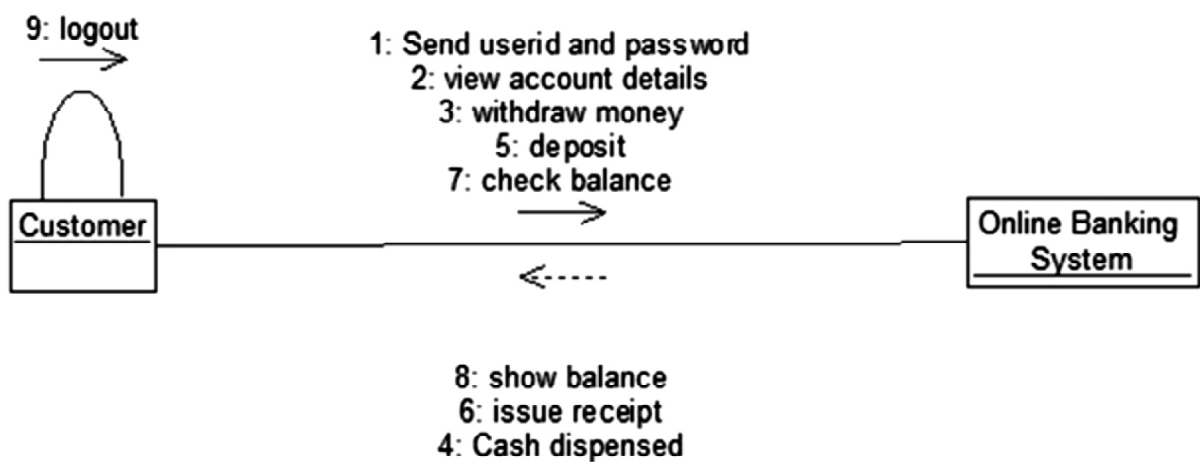 9: logout
1: Send userid and password
2: view account details
3: withdraw money
5: deposit
7: check balance
Customer
Online Banking
System
8: show balance
6: issue receipt
4: Cash dispensed